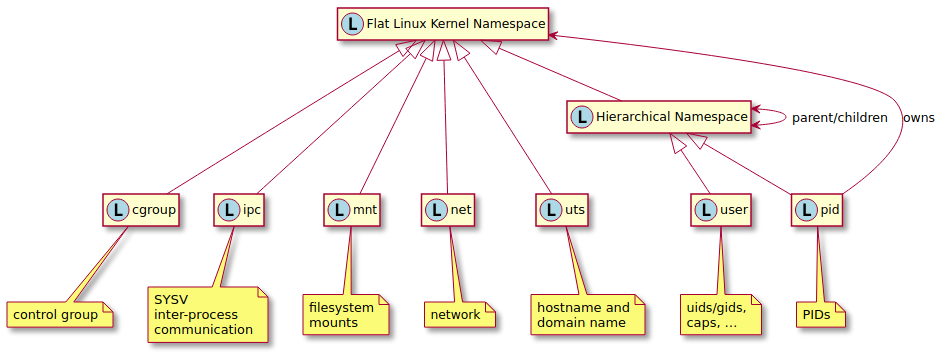 L Flat Linux Kernel Namespace
L Hierarchical Namespace
parent/children
owns
L cgroup
L ipc
L mnt
L net
L uts
L user
L pid
control group
SYSV
inter-process
communication
filesystem
mounts
network
hostname and
domain name
uids/gids,
caps, ...
PIDs